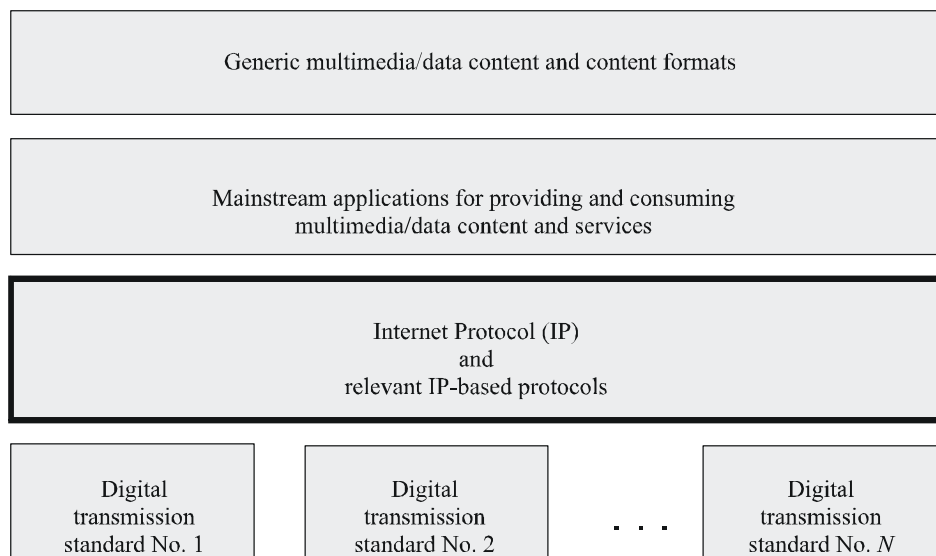 Generic multimedia/data content and content formats
Mainstream applications for providing and consuming
multimedia/data content and services
Internet Protocol (IP)
and
relevant IP-based protocols
Digital
transmission
standard No. 1
Digital
transmission
standard No. 2
. . .
Digital
transmission
standard No. N